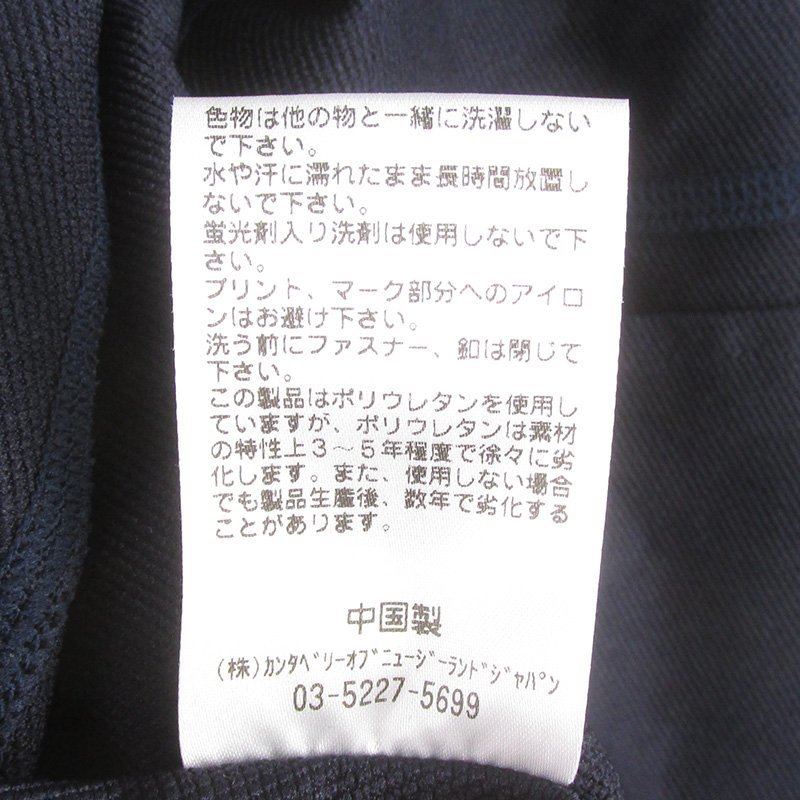 色物は他の物と一緒に洗濯しない
で下さい。
水や汗に濡れたまま長時間放置し
ないで下さい。
蛍光剤入り洗剤は使用しないで下
さい。
プリント、マーク部分へのアイロ
ンはお避け下さい。
洗う前にファスナー、釦は閉じて
下さい。
この製品はポリウレタンを使用し
ていますが、ポリウレタンは素材
の特性上3～5年程度で徐々に劣
化します。また、使用しない場合
でも製品生産後、数年で劣化する
ことがあります。
中国製
(株)カンタベリーオブニュージーランドジャパン
03-5227-5699